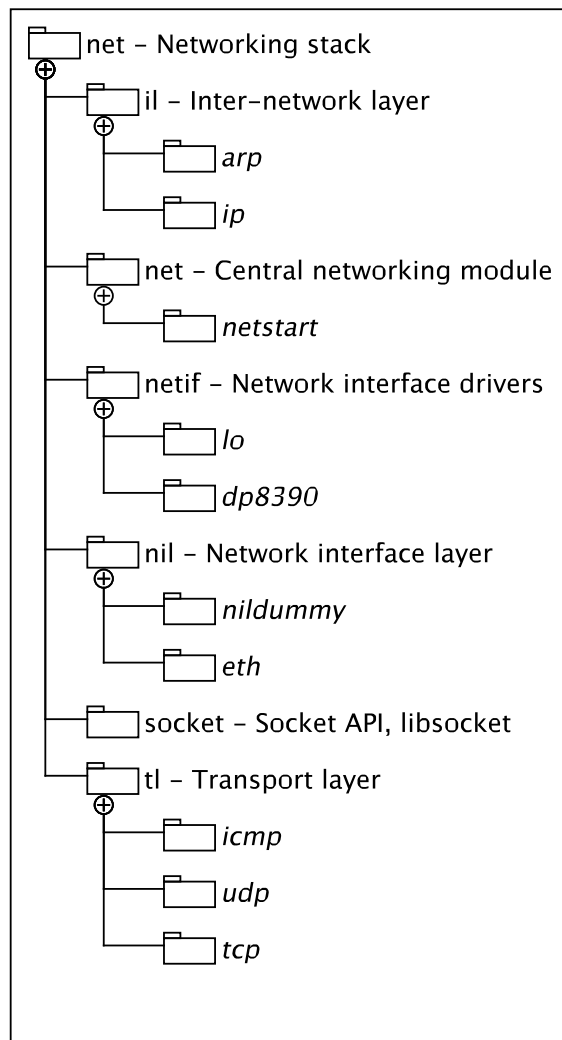 net – Networking stack
il – Inter–network layer
arp
ip
net – Central networking module
netstart
netif – Network interface drivers
lo
dp8390
nil – Network interface layer
nildummy
eth
socket – Socket API, libsocket
tl – Transport layer
icmp
udp
tcp